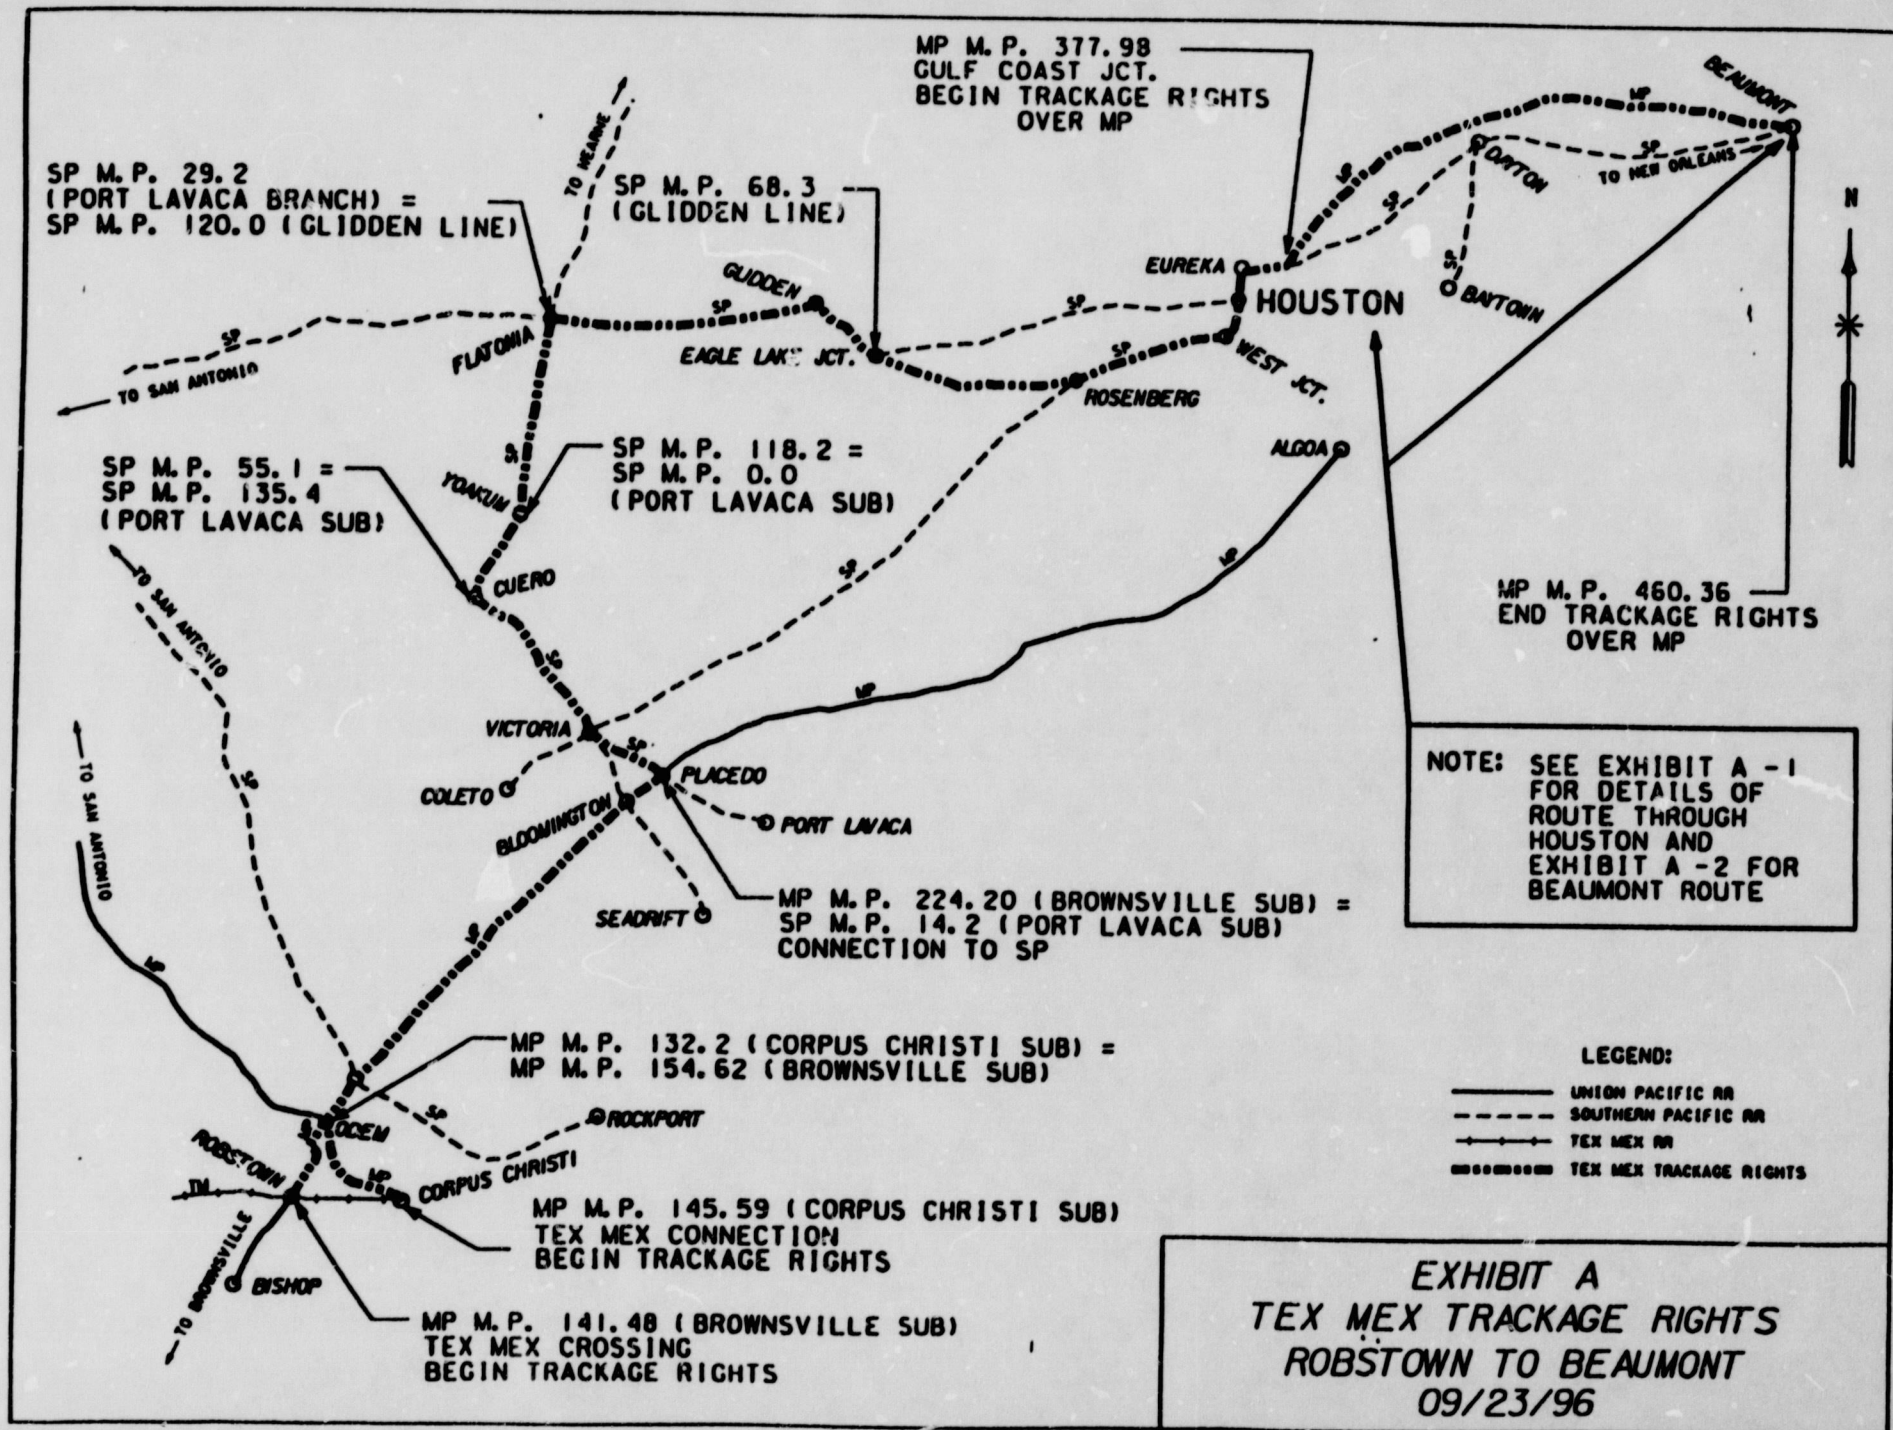 MP M.P. 377.98
GULF COAST JCT.
BEGIN TRACKAGE RIGHTS
OVER MP
BEAUMONT
TO HEARNE
SP M.P. 29.2
(PORT LAVACA BRANCH) =
SP M.P. 120.0 (GLIDDEN LINE)
SP M.P. 68.3
(GLIDDEN LINE)
MP
MP
SP
SP
TO NEW ORLEANS
DAYTON
SP
BAYTOWN
N
EUREKA
HOUSTON
GLIDDEN
SP
SP
SP
TO SAN ANTONIO
FLATONIA
EAGLE LAKE JCT.
SP
WEST JCT.
ROSENBERG
ALGOA
SP M.P. 55.1 =
SP M.P. 135.4
(PORT LAVACA SUB)
SP
YOAKUM
SP M.P. 118.2 =
SP M.P. 0.0
(PORT LAVACA SUB)
CUERO
SP
MP
MP M.P. 460.36
END TRACKAGE RIGHTS
OVER MP
TO SAN ANTONIO
SP
MP
VICTORIA
SP
PLACEDO
COLETO
BLOOMINGTON
PORT LAVACA
SEADRIFT
SP
TO SAN ANTONIO
NOTE: SEE EXHIBIT A -1
FOR DETAILS OF
ROUTE THROUGH
HOUSTON AND
EXHIBIT A -2 FOR
BEAUMONT ROUTE
MP M.P. 224.20 (BROWNSVILLE SUB) =
SP M.P. 14.2 (PORT LAVACA SUB)
CONNECTION TO SP
MP
MP
MP M.P. 132.2 (CORPUS CHRISTI SUB) =
MP M.P. 154.62 (BROWNSVILLE SUB)
SP
ROCKPORT
ODEM
ROBSTOWN
MP
CORPUS CHRISTI
TM
MP M.P. 145.59 (CORPUS CHRISTI SUB)
TEX MEX CONNECTION
BEGIN TRACKAGE RIGHTS
TO BROWNSVILLE
BISHOP
MP M.P. 141.48 (BROWNSVILLE SUB)
TEX MEX CROSSING
BEGIN TRACKAGE RIGHTS
LEGEND:
UNION PACIFIC RR
SOUTHERN PACIFIC RR
TEX MEX RR
TEX MEX TRACKAGE RIGHTS
EXHIBIT A
TEX MEX TRACKAGE RIGHTS
ROBSTOWN TO BEAUMONT
09/23/96